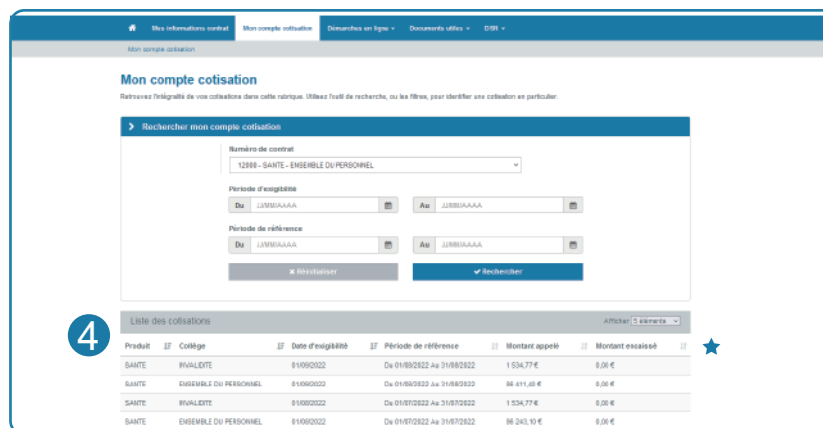 Mes informations contrat Mon compte cotisation Démarches en ligne Documents utiles DSN
Mon compte cotisation
Mon compte cotisation
Retrouvez l'intégralité de vos cotisations dans cette rubrique. Utilisez l'outil de recherche, ou les filtres, pour identifier une cotisation en particulier.
Rechercher mon compte cotisation
Numéro de contrat
12000 - SANTE - ENSEMBLE DU PERSONNEL
Période d'exigibilité
Du JJ/MM/AAAA Au JJ/MM/AAAA
Période de référence
Du JJ/MM/AAAA Au JJ/MM/AAAA
Réinitialiser Rechercher
4
Liste des cotisations Afficher 5 éléments
Produit Collège Date d'exigibilité Période de référence Montant appelé Montant encaissé
SANTE INVALIDITE 01/09/2022 Du 01/08/2022 Au 31/08/2022 1 534,77 € 0,00 €
SANTE ENSEMBLE DU PERSONNEL 01/09/2022 Du 01/08/2022 Au 31/08/2022 0,00 €
SANTE INVALIDITE 01/08/2022 Du 01/07/2022 Au 31/07/2022 1 534,77 € 0,00 €
SANTE ENSEMBLE DU PERSONNEL 01/08/2022 Du 01/07/2022 Au 31/07/2022 96 243,10 € 0,00 €